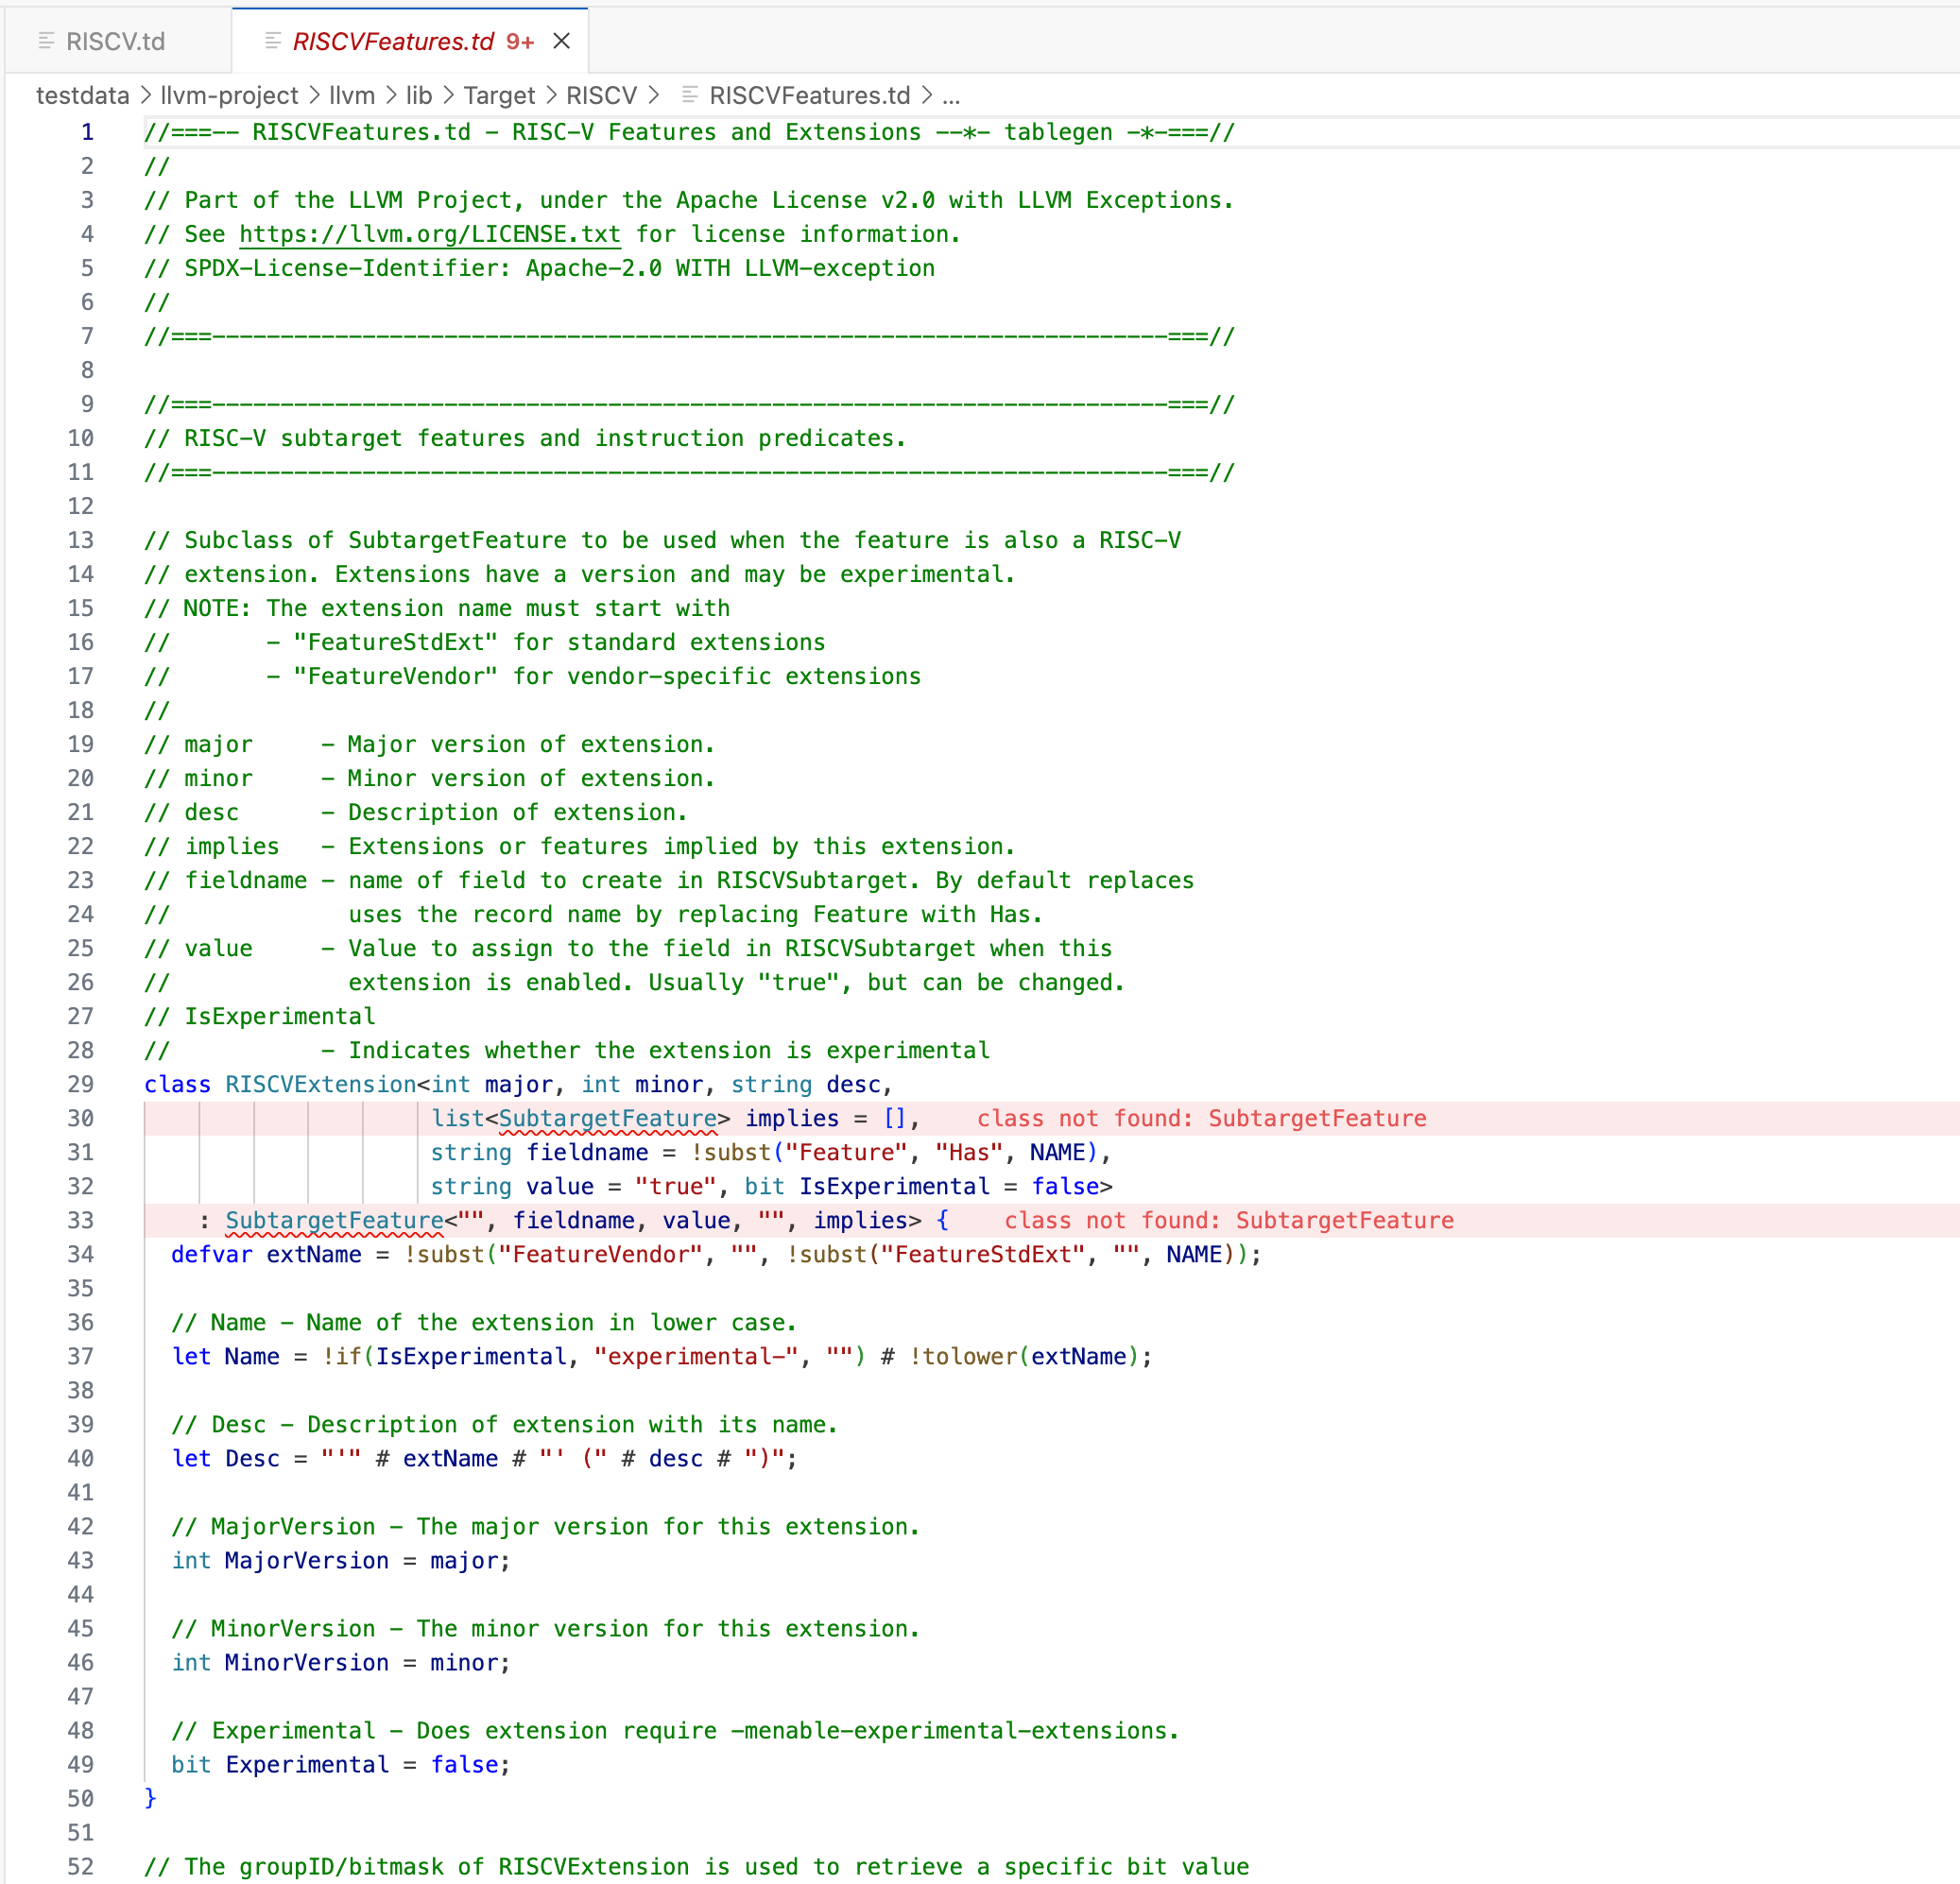 RISCV.td
RISCVFeatures.td 9+
testdata > llvm-project > llvm > lib > Target > RISCV > RISCVFeatures.td > ...
1 //===-- RISCVFeatures.td - RISC-V Features and Extensions --*- tablegen -*-===//
2 //
3 // Part of the LLVM Project, under the Apache License v2.0 with LLVM Exceptions.
4 // See https://llvm.org/LICENSE.txt for license information.
5 // SPDX-License-Identifier: Apache-2.0 WITH LLVM-exception
6 //
7 //===----------------------------------------------------------------------===//
8
9 //===----------------------------------------------------------------------===//
10 // RISC-V subtarget features and instruction predicates.
11 //===----------------------------------------------------------------------===//
12
13 // Subclass of SubtargetFeature to be used when the feature is also a RISC-V
14 // extension. Extensions have a version and may be experimental.
15 // NOTE: The extension name must start with
16 //       - "FeatureStdExt" for standard extensions
17 //       - "FeatureVendor" for vendor-specific extensions
18 //
19 // major     - Major version of extension.
20 // minor     - Minor version of extension.
21 // desc      - Description of extension.
22 // implies   - Extensions or features implied by this extension.
23 // fieldname - name of field to create in RISCVSubtarget. By default replaces
24 //             uses the record name by replacing Feature with Has.
25 // value     - Value to assign to the field in RISCVSubtarget when this
26 //             extension is enabled. Usually "true", but can be changed.
27 // IsExperimental
28 //           - Indicates whether the extension is experimental
29 class RISCVExtension<int major, int minor, string desc,
30                      list<SubtargetFeature> implies = [],    class not found: SubtargetFeature
31                      string fieldname = !subst("Feature", "Has", NAME),
32                      string value = "true", bit IsExperimental = false>
33     : SubtargetFeature<"", fieldname, value, "", implies> {    class not found: SubtargetFeature
34   defvar extName = !subst("FeatureVendor", "", !subst("FeatureStdExt", "", NAME));
35
36   // Name - Name of the extension in lower case.
37   let Name = !if(IsExperimental, "experimental-", "") # !tolower(extName);
38
39   // Desc - Description of extension with its name.
40   let Desc = "'" # extName # "' (" # desc # ")";
41
42   // MajorVersion - The major version for this extension.
43   int MajorVersion = major;
44
45   // MinorVersion - The minor version for this extension.
46   int MinorVersion = minor;
47
48   // Experimental - Does extension require -menable-experimental-extensions.
49   bit Experimental = false;
50 }
51
52 // The groupID/bitmask of RISCVExtension is used to retrieve a specific bit value